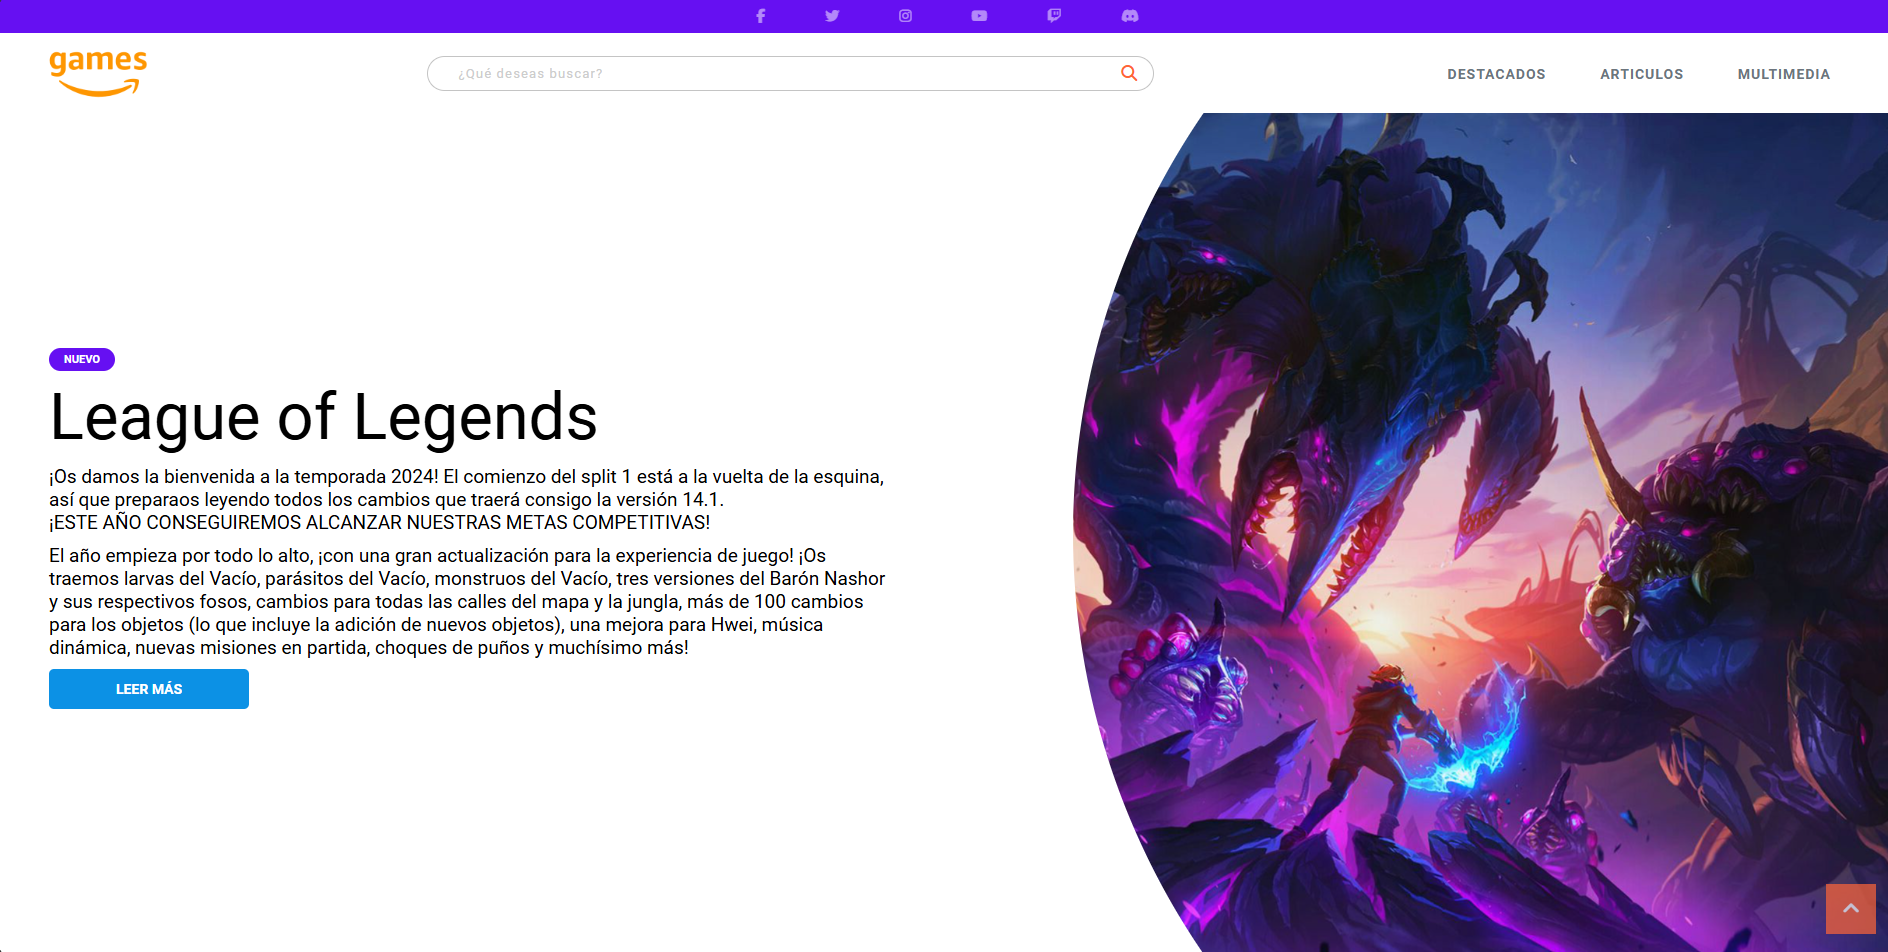 games
¿Qué deseas buscar?
DESTACADOS
ARTICULOS
MULTIMEDIA
NUEVO
League of Legends
¡Os damos la bienvenida a la temporada 2024! El comienzo del split 1 está a la vuelta de la esquina,
así que preparaos leyendo todos los cambios que traerá consigo la versión 14.1.
¡ESTE AÑO CONSEGUIREMOS ALCANZAR NUESTRAS METAS COMPETITIVAS!
El año empieza por todo lo alto, ¡con una gran actualización para la experiencia de juego! ¡Os
traemos larvas del Vacío, parásitos del Vacío, monstruos del Vacío, tres versiones del Barón Nashor
y sus respectivos fosos, cambios para todas las calles del mapa y la jungla, más de 100 cambios
para los objetos (lo que incluye la adición de nuevos objetos), una mejora para Hwei, música
dinámica, nuevas misiones en partida, choques de puños y muchísimo más!
LEER MÁS